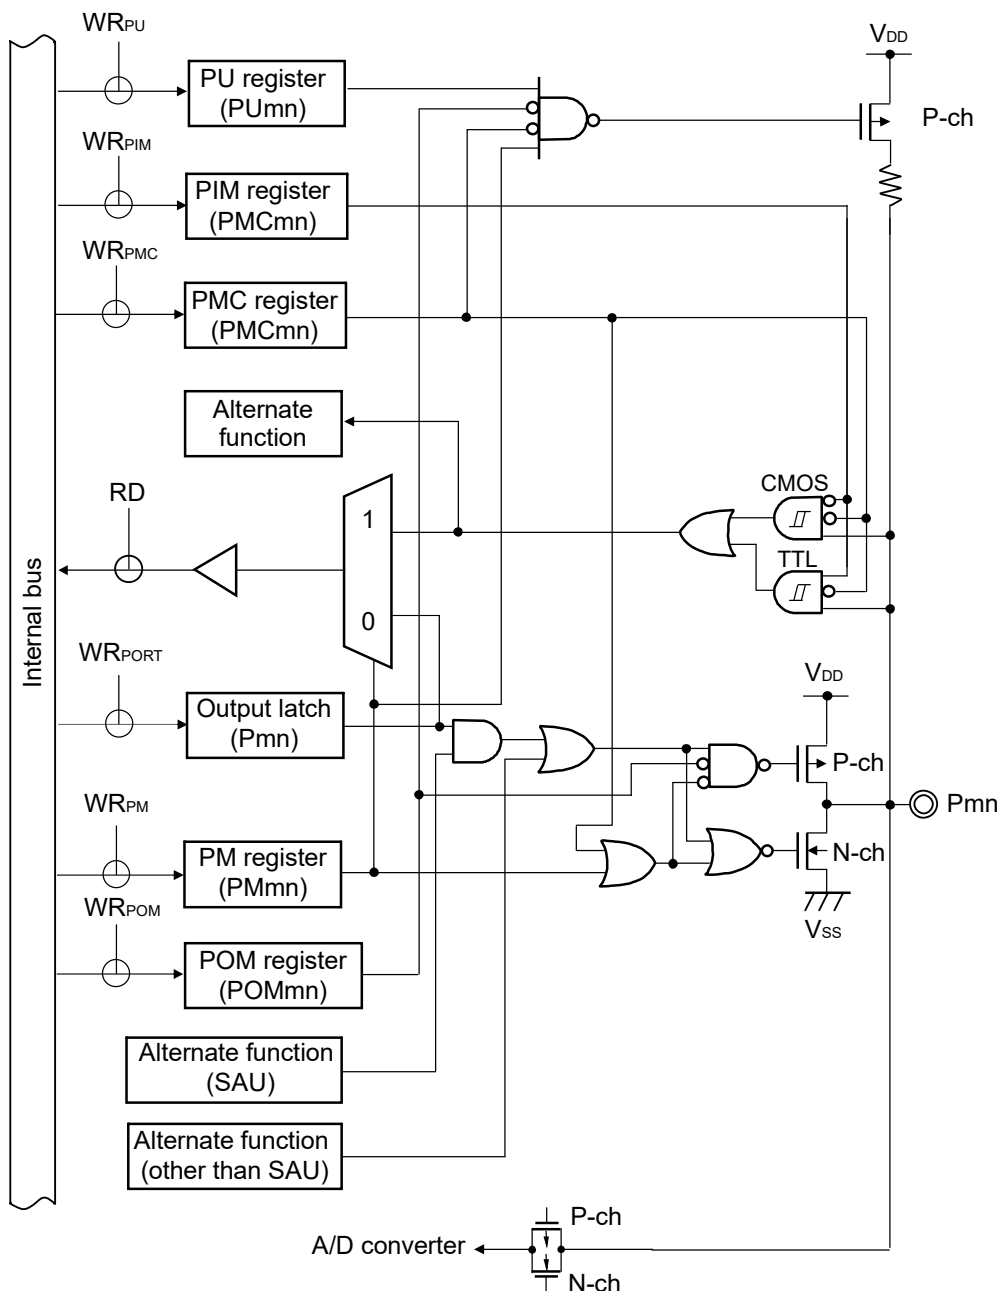 WRPU
VDD
PU register
(PUmn)
P-ch
WRPIM
PIM register
(PMCmn)
WRPMC
PMC register
(PMCmn)
Alternate
function
CMOS
RD
1
TTL
0
Internal bus
WRPORT
VDD
Output latch
(Pmn)
P-ch
Pmn
WRPM
PM register
(PMmn)
N-ch
WRPOM
VSS
POM register
(POMmn)
Alternate function
(SAU)
Alternate function
(other than SAU)
P-ch
A/D converter
N-ch